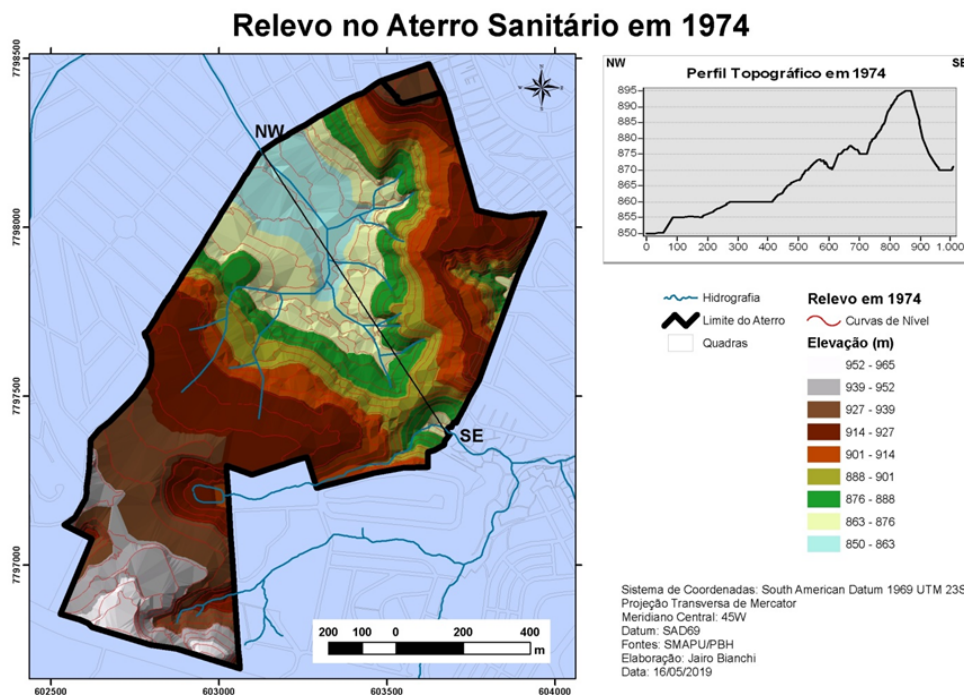 Relevo no Aterro Sanitário em 1974
7798500
7798000
7797500
7797000
602500
603000
603500
604000
NW
SE
200 100 0 200 400
m
NW
SE
Perfil Topográfico em 1974
895
890
885
880
875
870
865
860
855
850
0 100 200 300 400 500 600 700 800 900 1.000
Hidrografia
Limite do Aterro
Quadras
Relevo em 1974
Curvas de Nível
Elevação (m)
952 - 965
939 - 952
927 - 939
914 - 927
901 - 914
888 - 901
876 - 888
863 - 876
850 - 863
Sistema de Coordenadas: South American Datum 1969 UTM 23S
Projeção Transversa de Mercator
Meridiano Central: 45W
Datum: SAD69
Fontes: SMAPU/PBH
Elaboração: Jairo Bianchi
Data: 16/05/2019